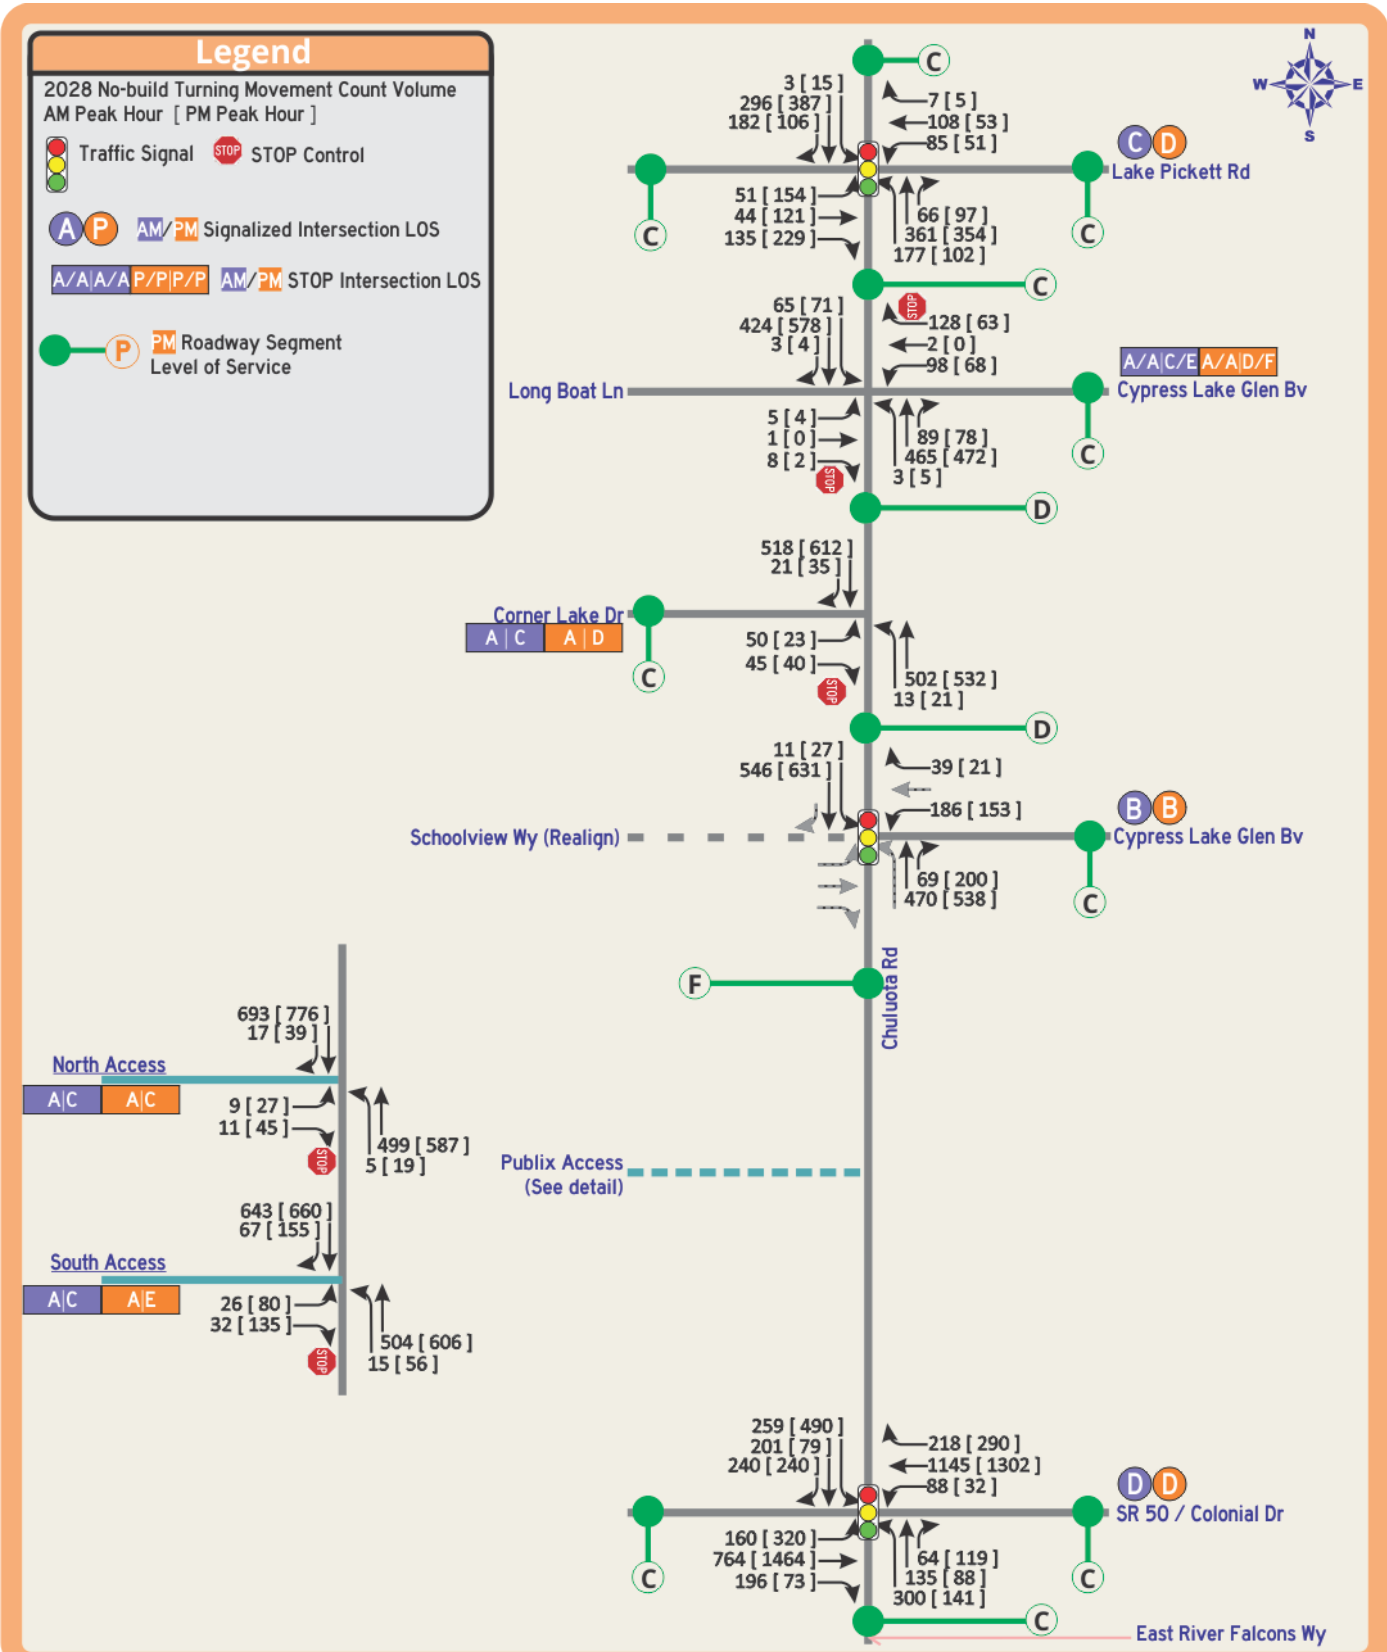 Legend
2028 No-build Turning Movement Count Volume
AM Peak Hour [ PM Peak Hour ]
Traffic Signal
STOP
STOP Control
A P
AM/PM Signalized Intersection LOS
A/A|A/A P/P|P/P
AM/PM STOP Intersection LOS
P
PM Roadway Segment
Level of Service
N
W E
S
C
3 [ 15 ]
296 [ 387 ]
182 [ 106 ]
7 [ 5 ]
108 [ 53 ]
85 [ 51 ]
C D
Lake Pickett Rd
C
C
51 [ 154 ]
44 [ 121 ]
135 [ 229 ]
66 [ 97 ]
361 [ 354 ]
177 [ 102 ]
C
65 [ 71 ]
424 [ 578 ]
3 [ 4 ]
STOP
128 [ 63 ]
2 [ 0 ]
98 [ 68 ]
A/A|C/E A/A|D/F
Long Boat Ln
Cypress Lake Glen Bv
C
5 [ 4 ]
1 [ 0 ]
8 [ 2 ]
STOP
89 [ 78 ]
465 [ 472 ]
3 [ 5 ]
D
518 [ 612 ]
21 [ 35 ]
Corner Lake Dr
A | C A | D
C
50 [ 23 ]
45 [ 40 ]
STOP
502 [ 532 ]
13 [ 21 ]
D
11 [ 27 ]
546 [ 631 ]
39 [ 21 ]
186 [ 153 ]
B B
Schoolview Wy (Realign)
Cypress Lake Glen Bv
C
69 [ 200 ]
470 [ 538 ]
F
Chuluota Rd
693 [ 776 ]
17 [ 39 ]
North Access
A|C A|C
9 [ 27 ]
11 [ 45 ]
STOP
499 [ 587 ]
5 [ 19 ]
Publix Access
(See detail)
643 [ 660 ]
67 [ 155 ]
South Access
A|C A|E
26 [ 80 ]
32 [ 135 ]
STOP
504 [ 606 ]
15 [ 56 ]
259 [ 490 ]
201 [ 79 ]
240 [ 240 ]
218 [ 290 ]
1145 [ 1302 ]
88 [ 32 ]
D D
SR 50 / Colonial Dr
C
C
160 [ 320 ]
764 [ 1464 ]
196 [ 73 ]
64 [ 119 ]
135 [ 88 ]
300 [ 141 ]
C
East River Falcons Wy